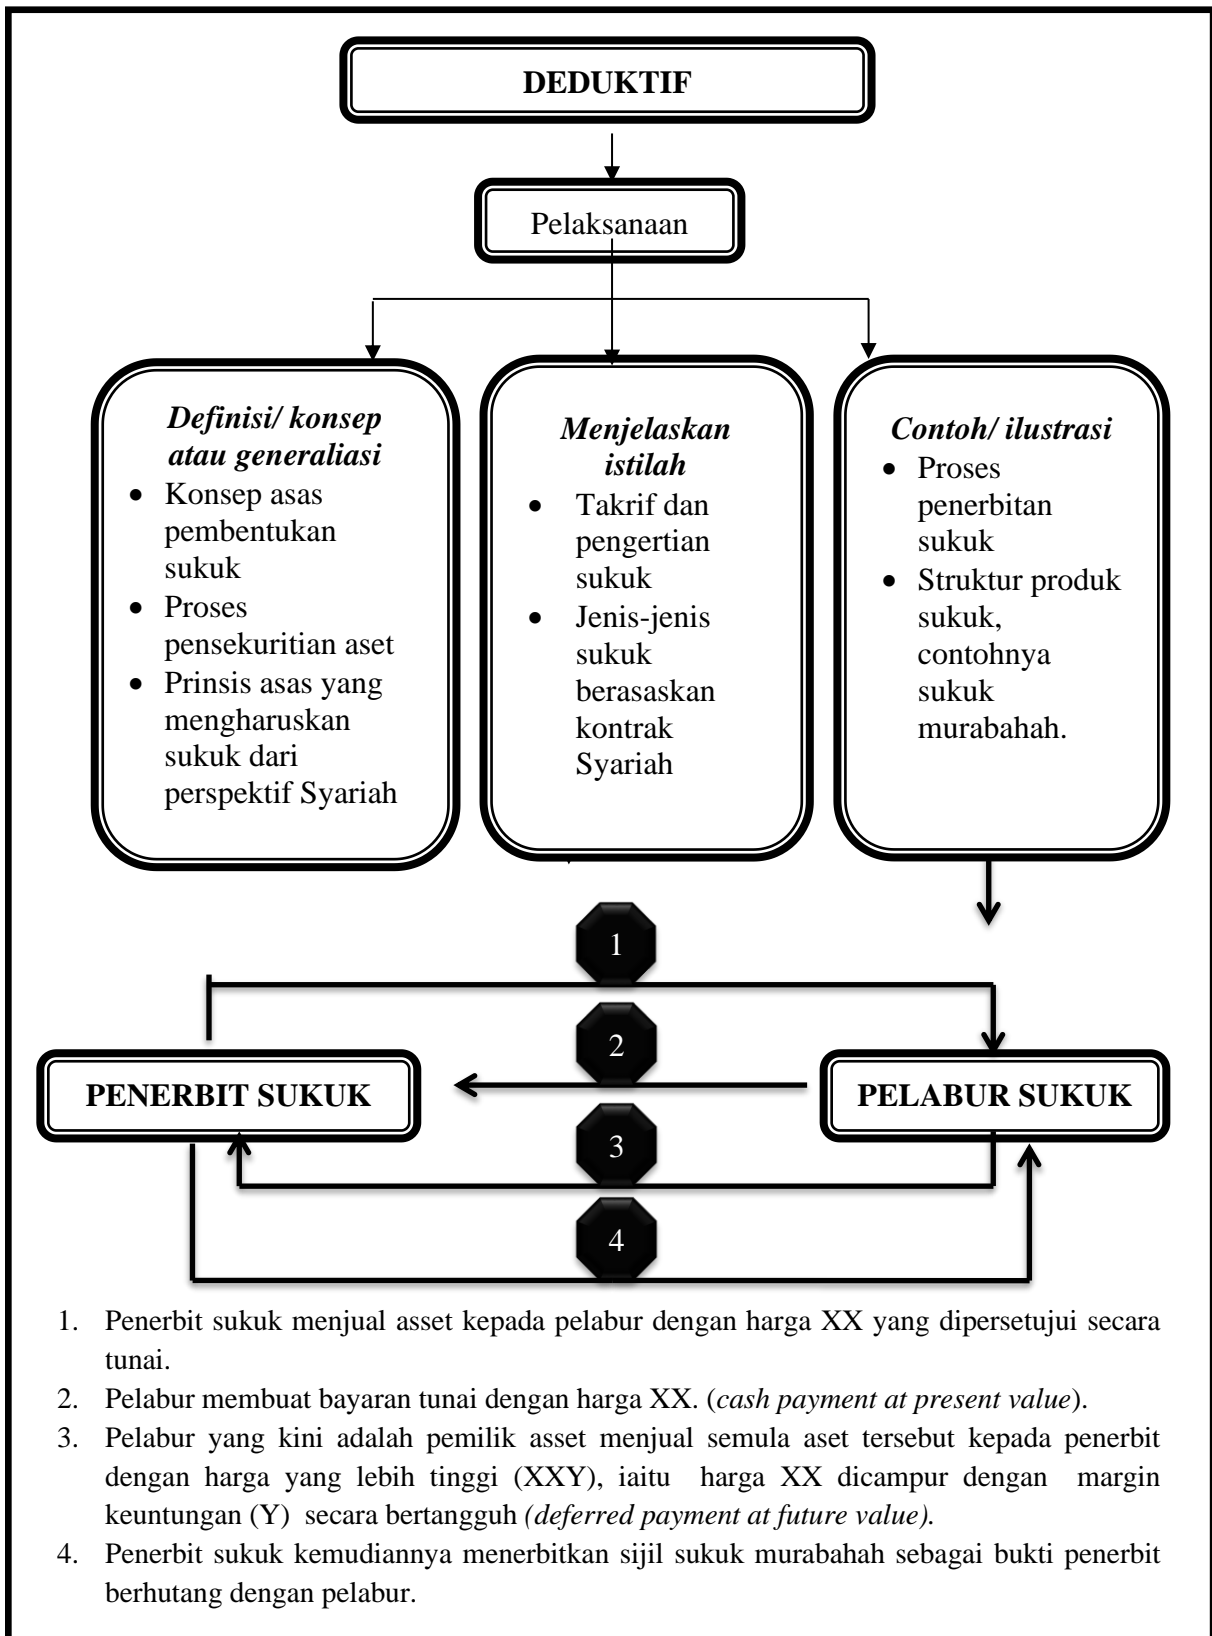 DEDUKTIF
Pelaksanaan
Definisi/ konsep
atau generaliasi
• Konsep asas
pembentukan
sukuk
• Proses
pensekuritian aset
• Prinsis asas yang
mengharuskan
sukuk dari
perspektif Syariah
Menjelaskan
istilah
• Takrif dan
pengertian
sukuk
• Jenis-jenis
sukuk
berasaskan
kontrak
Syariah
Contoh/ ilustrasi
• Proses
penerbitan
sukuk
• Struktur produk
sukuk,
contohnya
sukuk
murabahah.
1
2
PENERBIT SUKUK
PELABUR SUKUK
3
4
1. Penerbit sukuk menjual asset kepada pelabur dengan harga XX yang dipersetujui secara
tunai.
2. Pelabur membuat bayaran tunai dengan harga XX. (cash payment at present value).
3. Pelabur yang kini adalah pemilik asset menjual semula aset tersebut kepada penerbit
dengan harga yang lebih tinggi (XXY), iaitu harga XX dicampur dengan margin
keuntungan (Y) secara bertangguh (deferred payment at future value).
4. Penerbit sukuk kemudiannya menerbitkan sijil sukuk murabahah sebagai bukti penerbit
berhutang dengan pelabur.